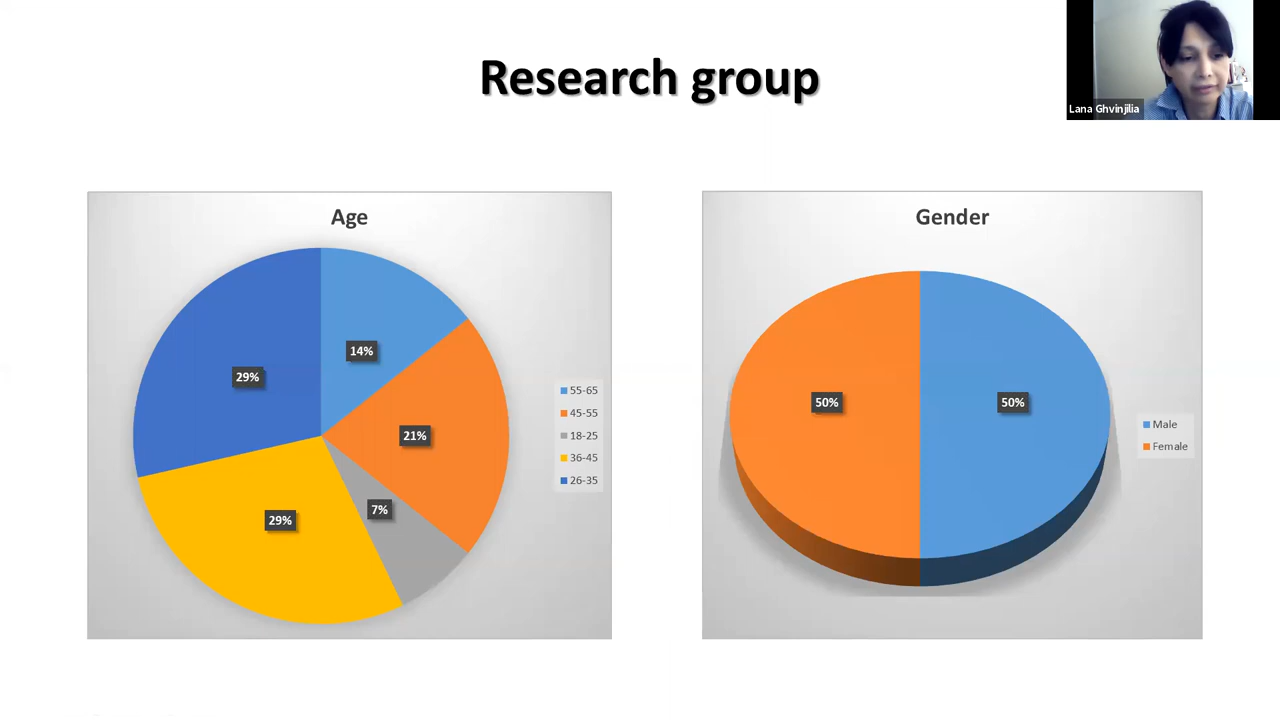 Research group
Lana Ghvinjilia
Age
14%
29%
21%
7%
29%
55-65
45-55
18-25
36-45
26-35
Gender
50%
50%
Male
Female